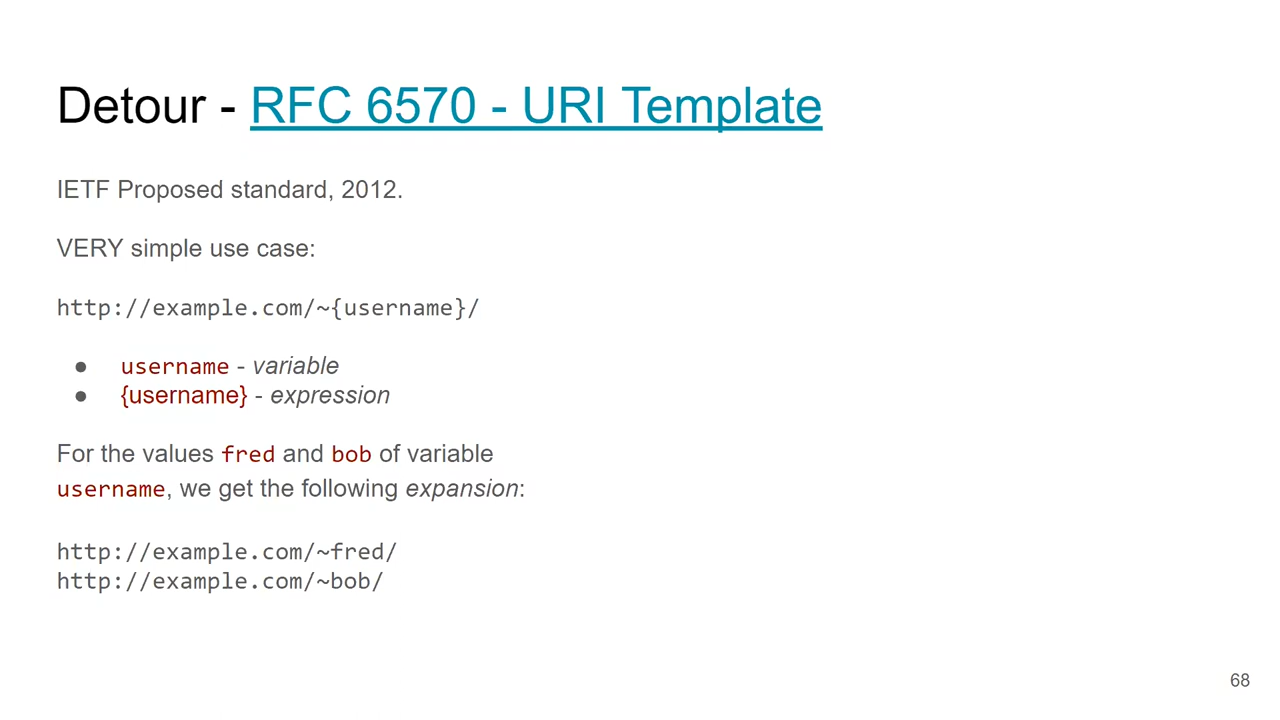 Detour - RFC 6570 - URI Template
IETF Proposed standard, 2012.
VERY simple use case:
http://example.com/~{username}/
● username - variable
● {username} - expression
For the values fred and bob of variable
username, we get the following expansion:
http://example.com/~fred/
http://example.com/~bob/
68